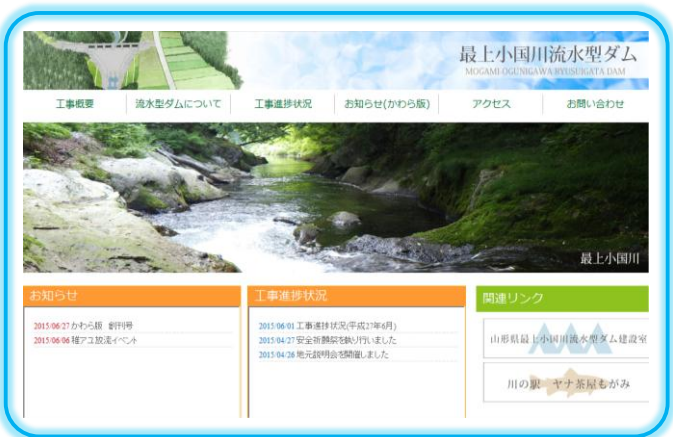 最上小国川流水型ダム
MOGAMI-OGUNIGAWA RYUSUIGATA DAM
工事概要 流水型ダムについて 工事進捗状況 お知らせ(かわら版) アクセス お問い合わせ
最上小国川
お知らせ
2015/06/27 かわら版 創刊号
2015/06/06 稚アユ放流イベント
工事進捗状況
2015/06/01 工事進捗状況(平成27年6月)
2015/04/27 安全祈願祭を執り行いました
2015/04/26 地元説明会を開催しました
関連リンク
山形県最上小国川流水型ダム建設室
川の駅 ヤナ茶屋もがみ